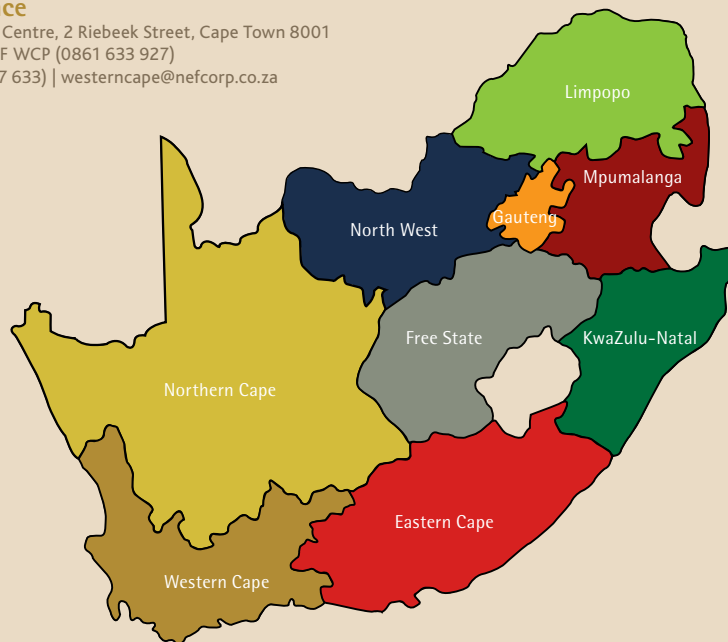 ce
Centre, 2 Riebeek Street, Cape Town 8001
F WCP (0861 633 927)
7 633) | westerncape@nefcorp.co.za
Limpopo
Mpumalanga
Gauteng
North West
Free State
KwaZulu-Natal
Northern Cape
Eastern Cape
Western Cape